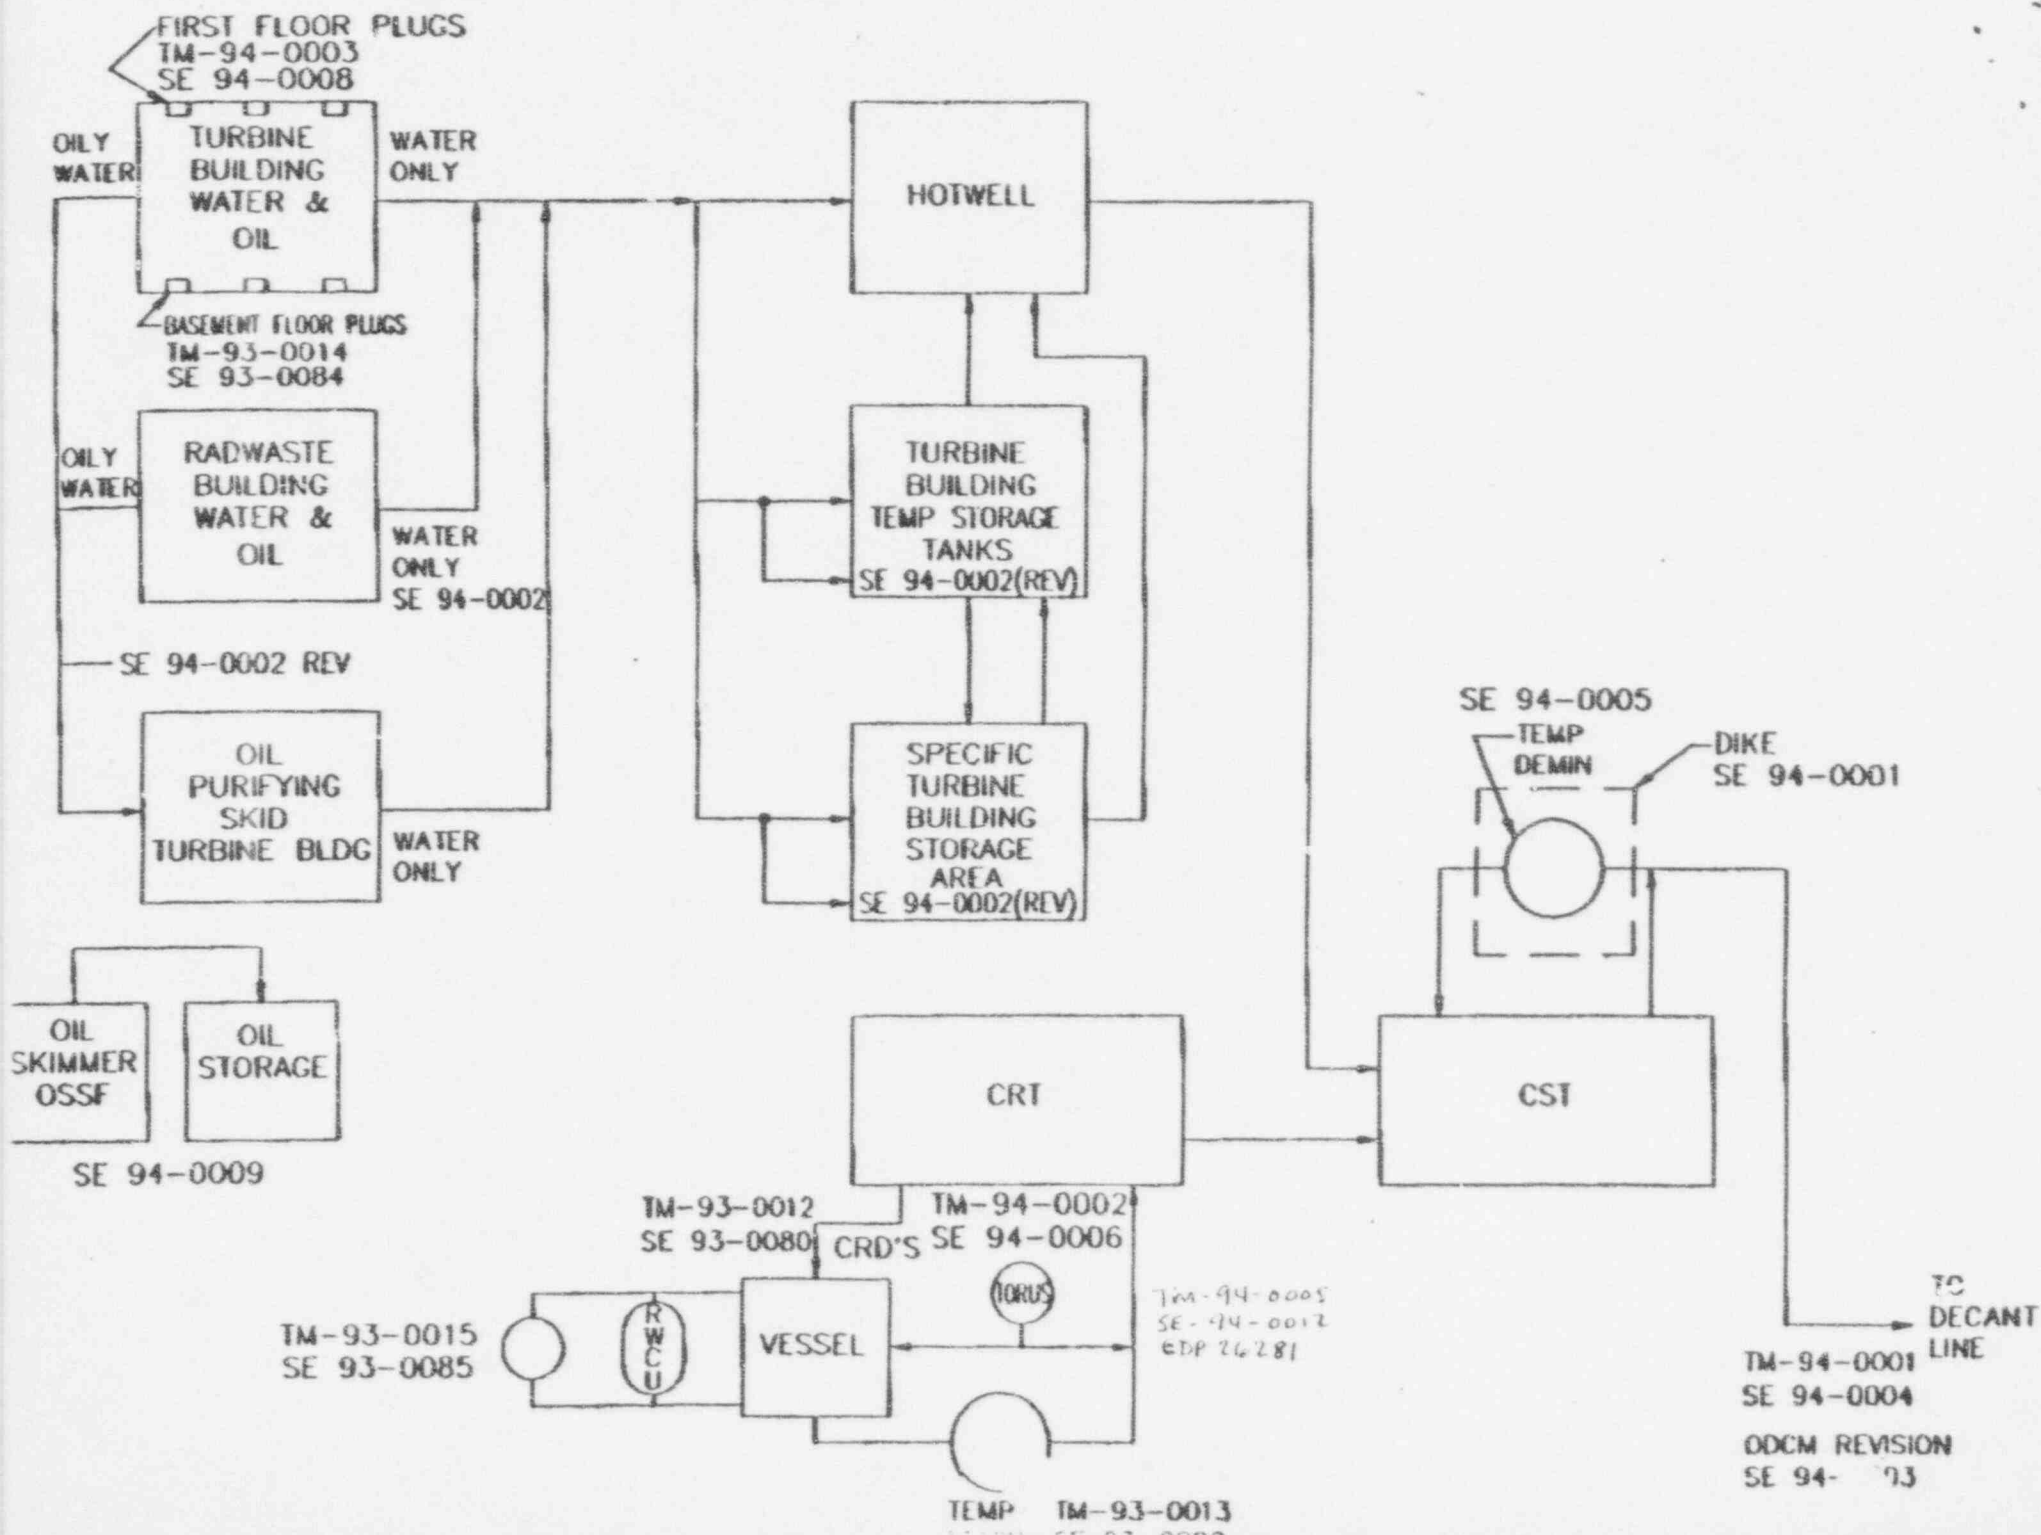 FIRST FLOOR PLUGS
TM-94-0003
SE 94-0008
OILY
WATER
TURBINE
BUILDING
WATER &
OIL
WATER
ONLY
BASEMENT FLOOR PLUGS
TM-93-0014
SE 93-0084
OILY
WATER
RADWASTE
BUILDING
WATER &
OIL
WATER
ONLY
SE 94-0002
SE 94-0002 REV
OIL
PURIFYING
SKID
TURBINE BLDG
WATER
ONLY
OIL
SKIMMER
OSSF
OIL
STORAGE
SE 94-0009
HOTWELL
TURBINE
BUILDING
TEMP STORAGE
TANKS
SE 94-0002(REV)
SPECIFIC
TURBINE
BUILDING
STORAGE
AREA
SE 94-0002(REV)
SE 94-0005
TEMP
DEMIN
DIKE
SE 94-0001
CRT
CST
TM-93-0012
SE 93-0080
CRD'S
TM-94-0002
SE 94-0006
TORUS
TM-94-0005
SE-94-0012
EDP 26281
TM-93-0015
SE 93-0085
RWCU
VESSEL
TO
DECANT
LINE
TM-94-0001
SE 94-0004
ODCM REVISION
SE 94-
TEMP TM-93-0013